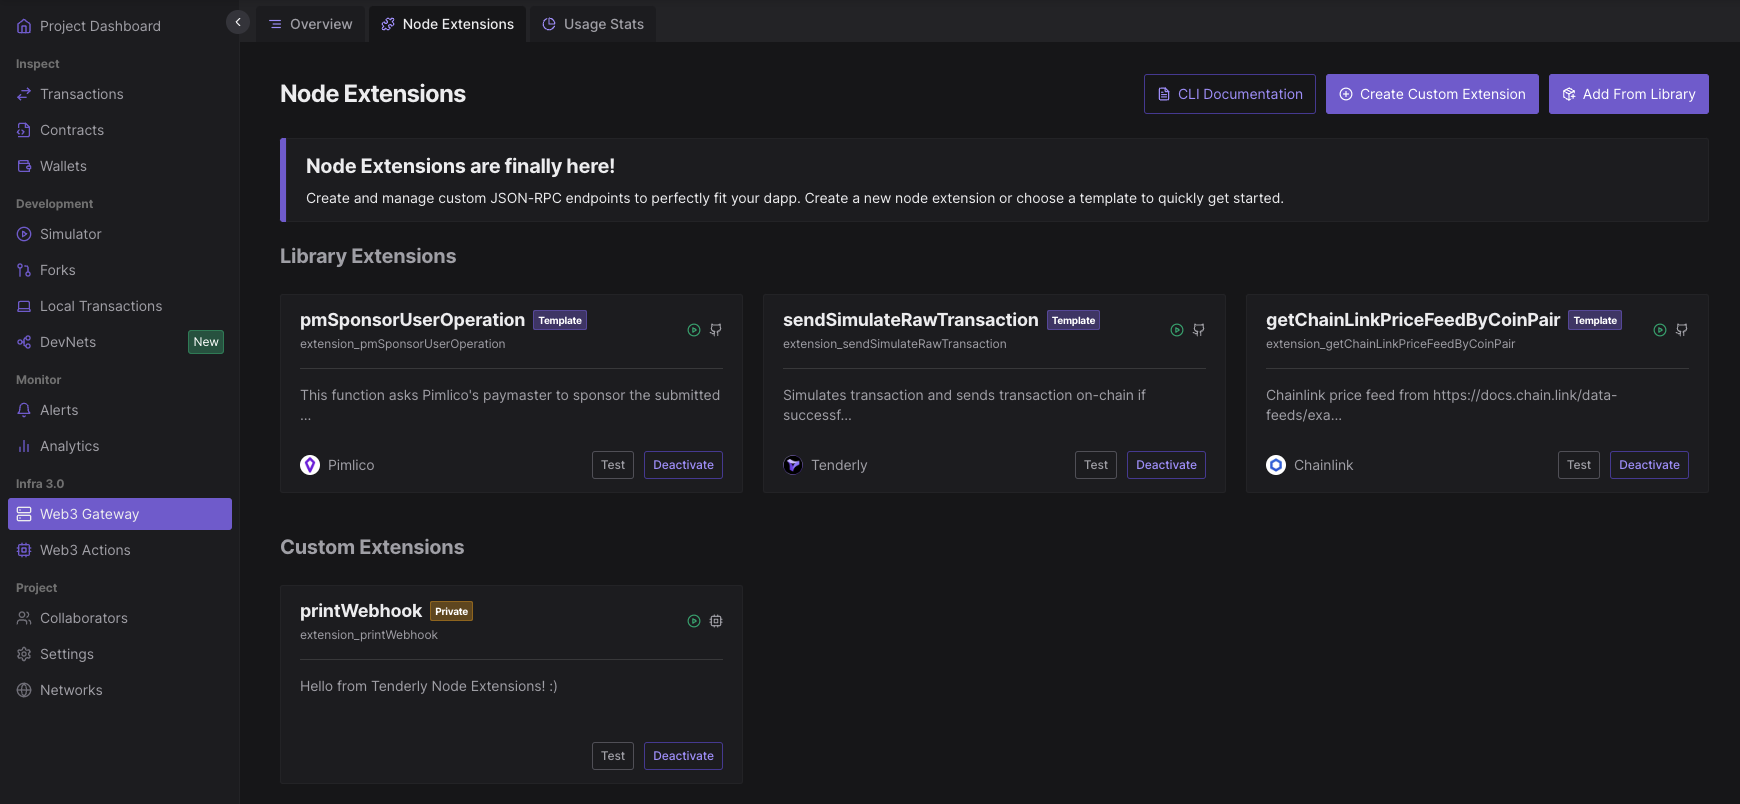 Project Dashboard
Inspect
Transactions
Contracts
Wallets
Development
Simulator
Forks
Local Transactions
DevNets New
Monitor
Alerts
Analytics
Infra 3.0
Web3 Gateway
Web3 Actions
Project
Collaborators
Settings
Networks
Overview Node Extensions Usage Stats
Node Extensions
CLI Documentation Create Custom Extension Add From Library
Node Extensions are finally here!
Create and manage custom JSON-RPC endpoints to perfectly fit your dapp. Create a new node extension or choose a template to quickly get started.
Library Extensions
pmSponsorUserOperation Template
extension_pmSponsorUserOperation
This function asks Pimlico's paymaster to sponsor the submitted
...
Pimlico Test Deactivate
sendSimulateRawTransaction Template
extension_sendSimulateRawTransaction
Simulates transaction and sends transaction on-chain if
successf...
Tenderly Test Deactivate
getChainLinkPriceFeedByCoinPair Template
extension_getChainLinkPriceFeedByCoinPair
Chainlink price feed from https://docs.chain.link/data-
feeds/exa...
Chainlink Test Deactivate
Custom Extensions
printWebhook Private
extension_printWebhook
Hello from Tenderly Node Extensions! :)
Test Deactivate